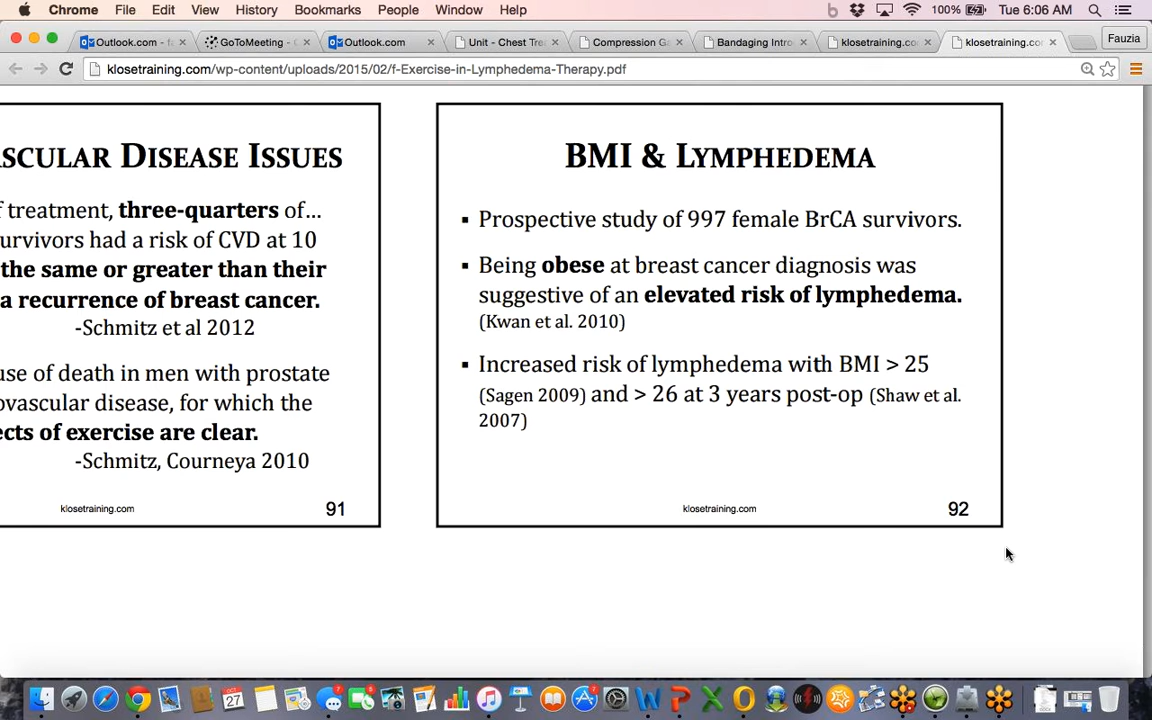 Chrome File Edit View History Bookmarks People Window Help 100% Tue 6:06 AM
Outlook.com - f GoToMeeting - C Outlook.com Unit - Chest Tre Compression Ga Bandaging Intro klosetraining.co klosetraining.co Fauzia
klosetraining.com/wp-content/uploads/2015/02/f-Exercise-in-Lymphedema-Therapy.pdf
SCULAR DISEASE ISSUES
f treatment, three-quarters of...
urvivors had a risk of CVD at 10
the same or greater than their
a recurrence of breast cancer.
-Schmitz et al 2012
use of death in men with prostate
ovascular disease, for which the
ects of exercise are clear.
-Schmitz, Courneya 2010
klosetraining.com 91
BMI & LYMPHEDEMA
▪ Prospective study of 997 female BrCA survivors.
▪ Being obese at breast cancer diagnosis was
suggestive of an elevated risk of lymphedema.
(Kwan et al. 2010)
▪ Increased risk of lymphedema with BMI > 25
(Sagen 2009) and > 26 at 3 years post-op (Shaw et al.
2007)
klosetraining.com 92
OCT
27